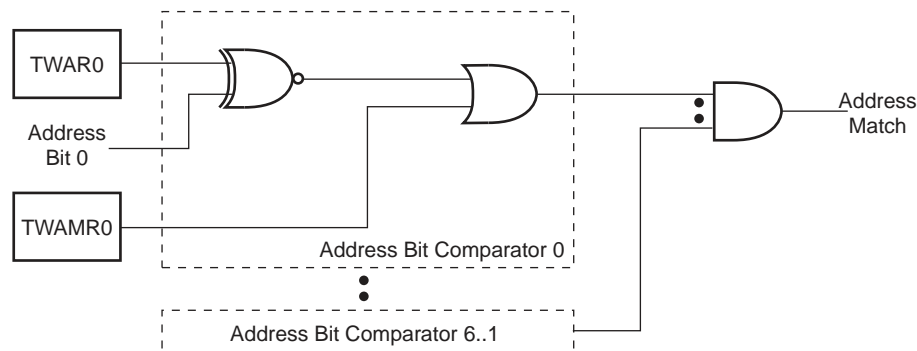 TWAR0
Address
Bit 0
TWAMR0
Address Bit Comparator 0
Address Bit Comparator 6..1
Address
Match